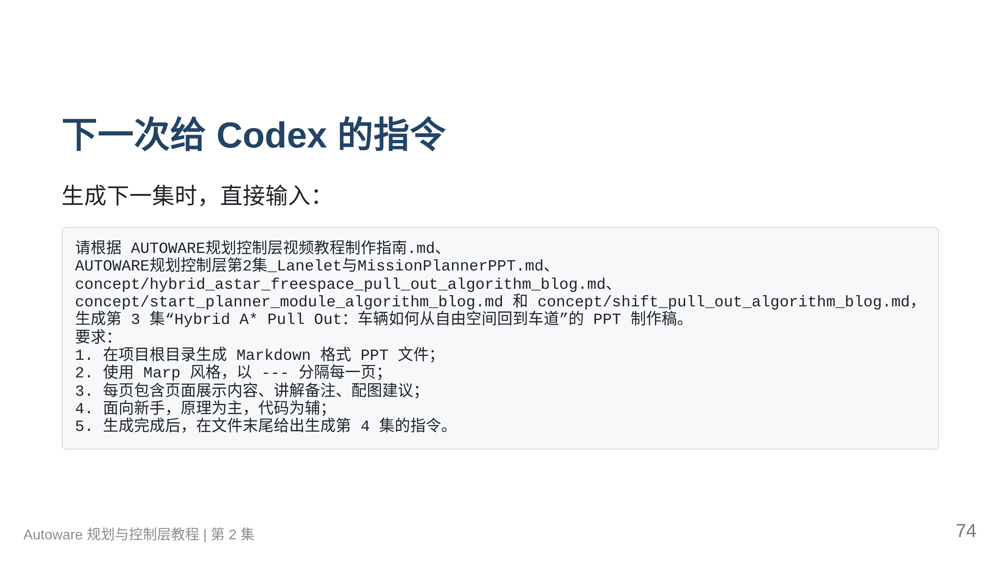 下一次给 Codex 的指令
生成下一集时，直接输入：
请根据 AUTOWARE规划控制层视频教程制作指南.md、
AUTOWARE规划控制层第2集_Lanelet与MissionPlannerPPT.md、
concept/hybrid_astar_freespace_pull_out_algorithm_blog.md、
concept/start_planner_module_algorithm_blog.md 和 concept/shift_pull_out_algorithm_blog.md，
生成第 3 集“Hybrid A* Pull Out：车辆如何从自由空间回到车道”的 PPT 制作稿。
要求：
1. 在项目根目录生成 Markdown 格式 PPT 文件；
2. 使用 Marp 风格，以 --- 分隔每一页；
3. 每页包含页面展示内容、讲解备注、配图建议；
4. 面向新手，原理为主，代码为辅；
5. 生成完成后，在文件末尾给出生成第 4 集的指令。
Autoware 规划与控制层教程 | 第 2 集
74